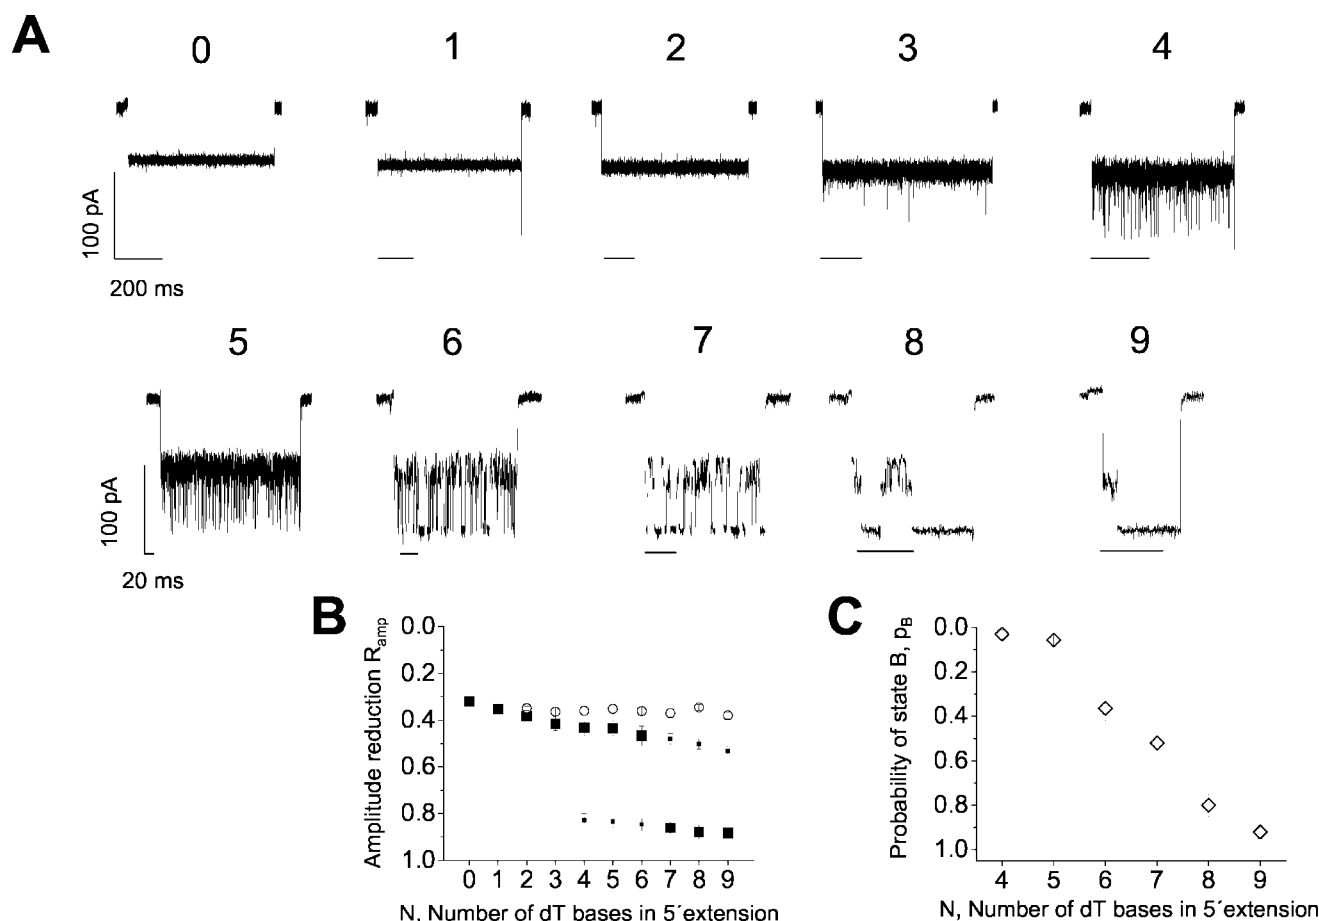 A
0 1 2 3 4
100 pA
200 ms
5 6 7 8 9
100 pA
20 ms
B
Amplitude reduction R_amp
0.0
0.2
0.4
0.6
0.8
1.0
0 1 2 3 4 5 6 7 8 9
N. Number of dT bases in 5´extension
C
Probability of state B, p_B
0.0
0.2
0.4
0.6
0.8
1.0
4 5 6 7 8 9
N, Number of dT bases in 5´extension